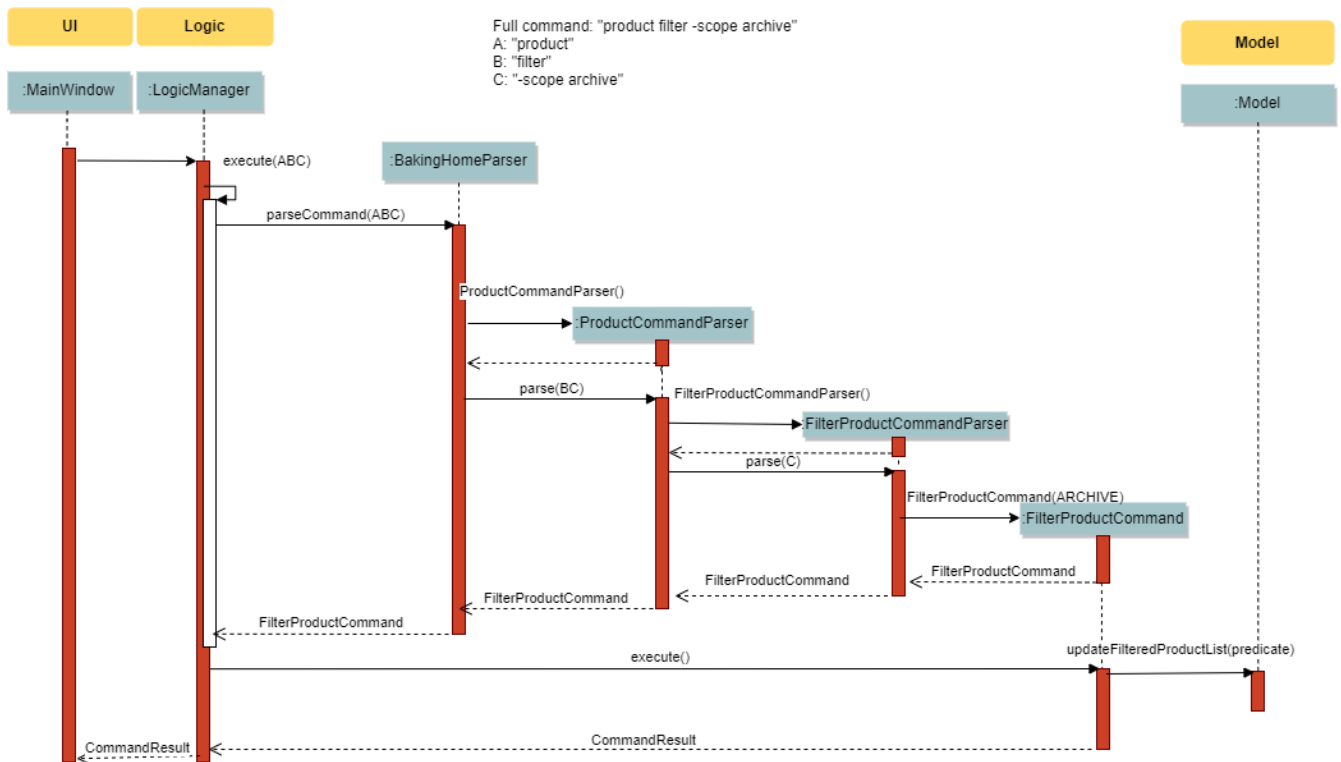 UI
Logic
Full command: "product filter -scope archive"
A: "product"
B: "filter"
C: "-scope archive"
Model
:MainWindow
:LogicManager
:Model
execute(ABC)
:BakingHomeParser
parseCommand(ABC)
ProductCommandParser()
:ProductCommandParser
parse(BC)
FilterProductCommandParser()
:FilterProductCommandParser
parse(C)
FilterProductCommand(ARCHIVE)
:FilterProductCommand
FilterProductCommand
FilterProductCommand
FilterProductCommand
FilterProductCommand
execute()
updateFilteredProductList(predicate)
CommandResult
CommandResult